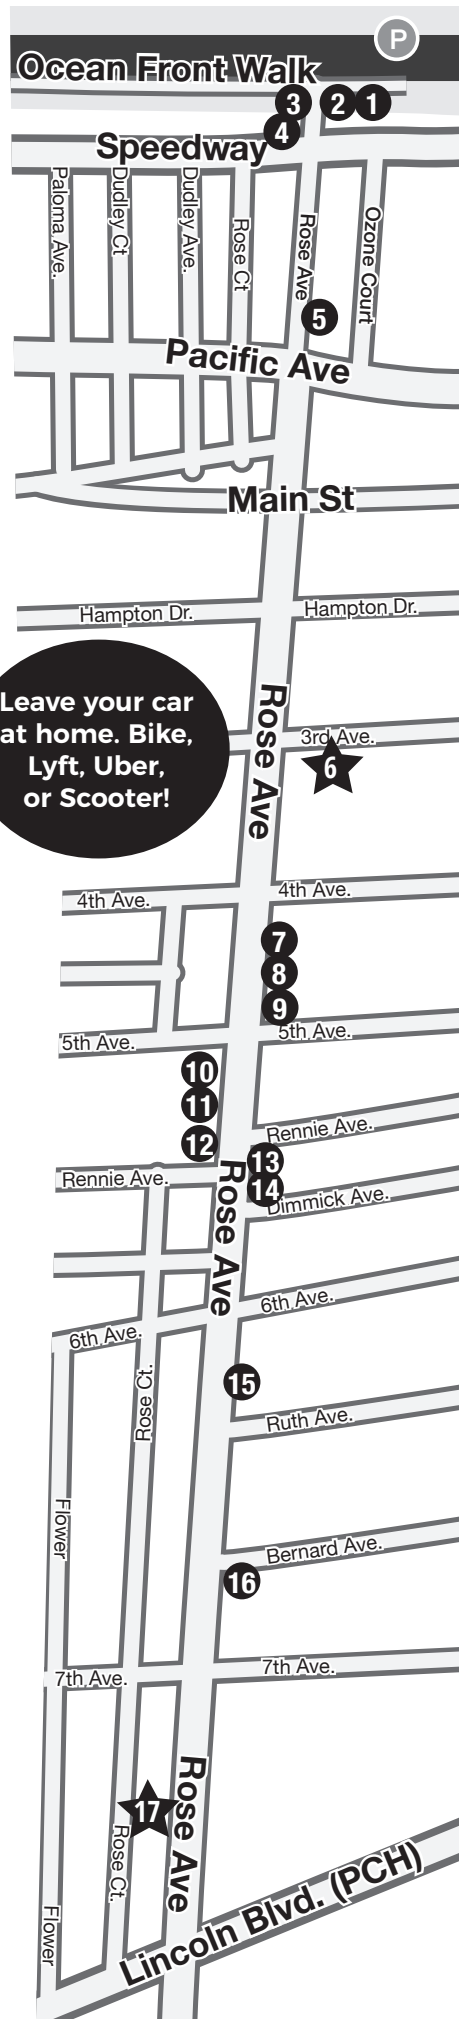 P
Ocean Front Walk
3 2 1
4
Speedway
Paloma Ave.
Dudley Ct
Dudley Ave.
Rose Ct
Rose Ave
Ozone Court
5
Pacific Ave
Main St
Hampton Dr.
Hampton Dr.
Leave your car
at home. Bike,
Lyft, Uber,
or Scooter!
Rose Ave
3rd Ave.
6
4th Ave.
4th Ave.
7
8
9
5th Ave.
5th Ave.
10
11
12
Rennie Ave.
13
14
Rennie Ave.
Dimmick Ave.
Rose Ave
6th Ave.
6th Ave.
15
Rose Ct.
Ruth Ave.
Flower
Bernard Ave.
16
7th Ave.
7th Ave.
17
Rose Ave
Rose Ct.
Lincoln Blvd. (PCH)
Flower